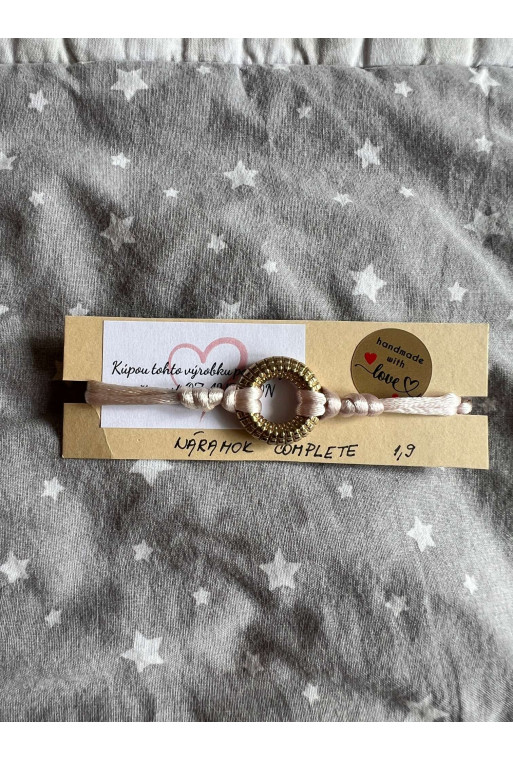 Kúpou tohto výrobku
handmade
with
love
NÁRAMOK COMPLETE 1,9